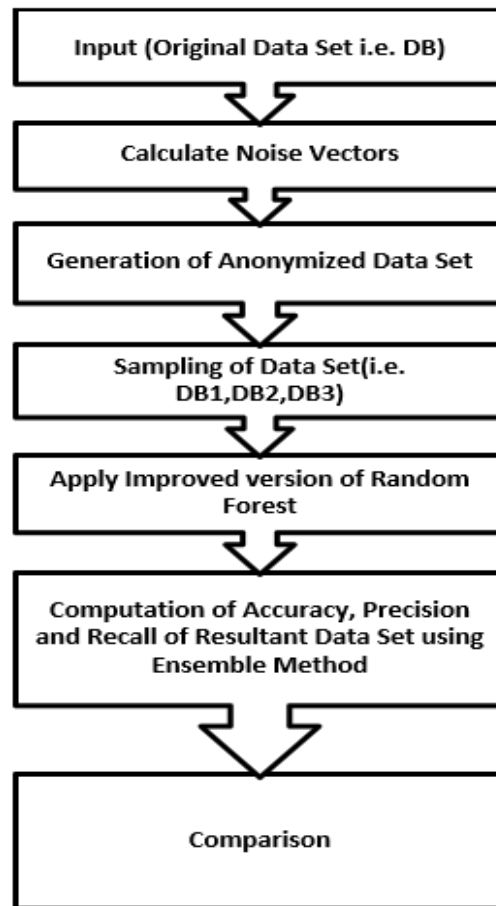 Input (Original Data Set i.e. DB)
Calculate Noise Vectors
Generation of Anonymized Data Set
Sampling of Data Set(i.e.
DB1,DB2,DB3)
Apply Improved version of Random
Forest
Computation of Accuracy, Precision
and Recall of Resultant Data Set using
Ensemble Method
Comparison